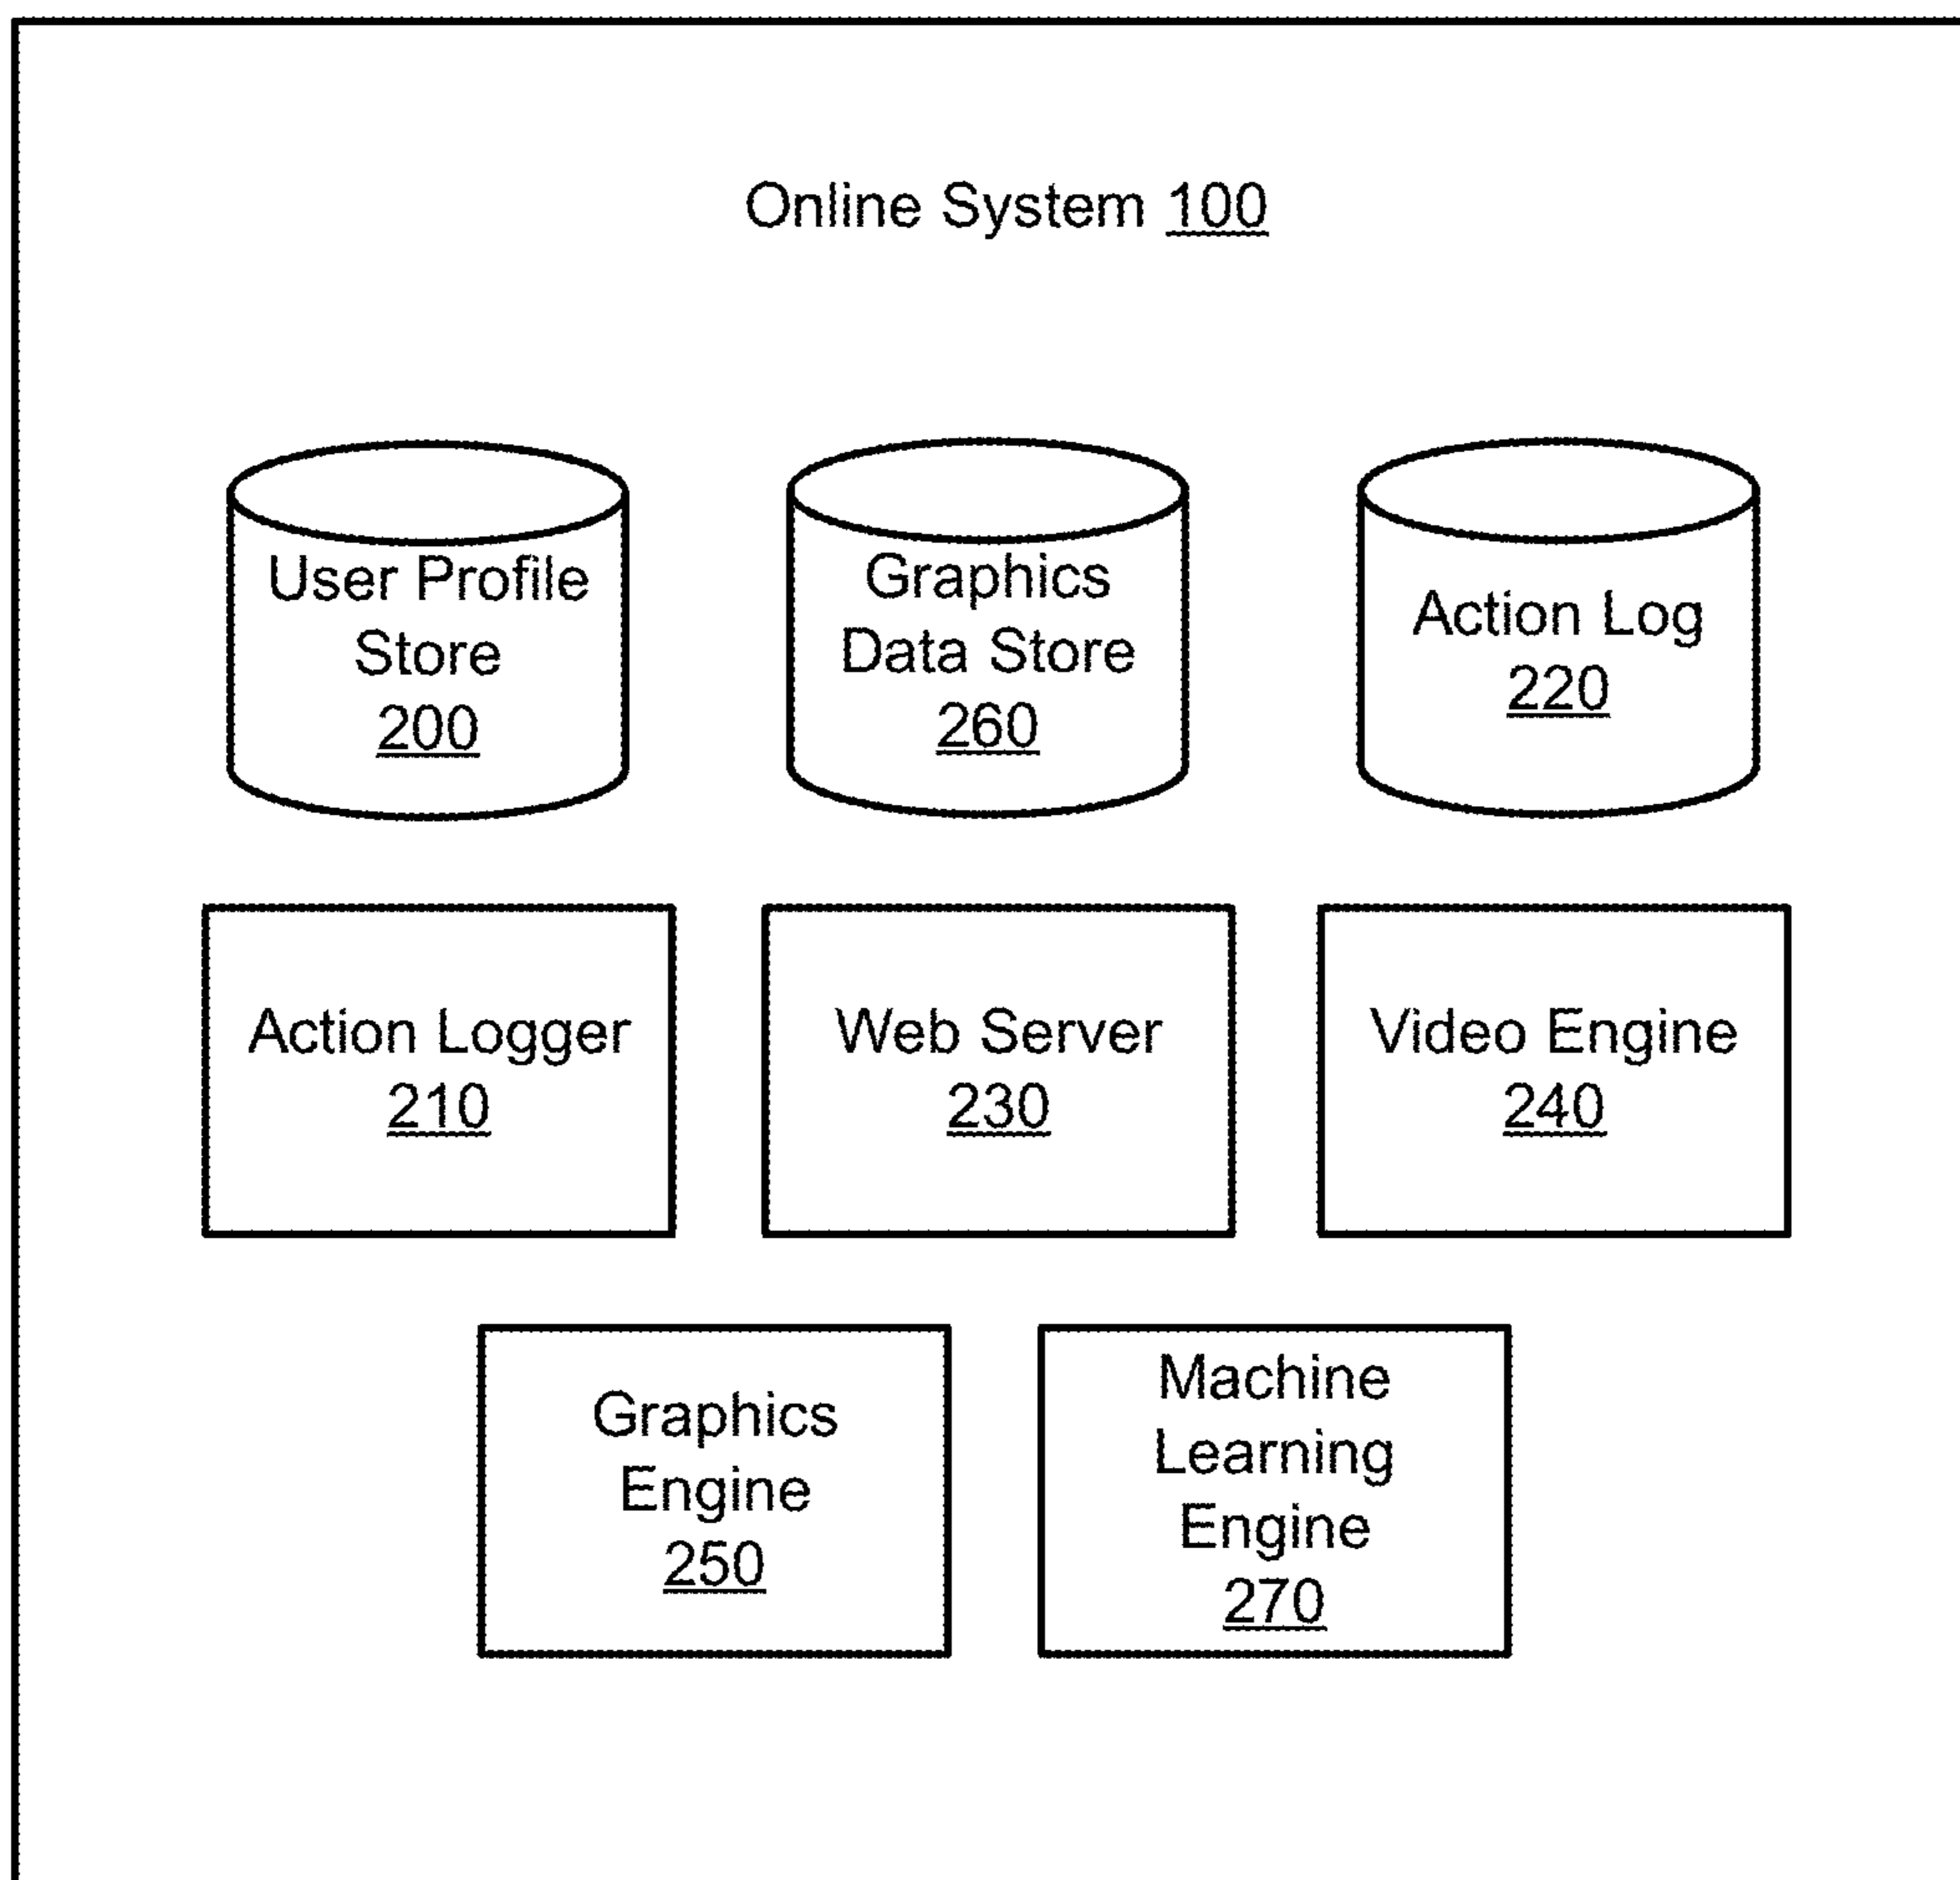 Online System 100
User Profile
Store
200
Graphics
Data Store
260
Action Log
220
Action Logger
210
Web Server
230
Video Engine
240
Graphics
Engine
250
Machine
Learning
Engine
270